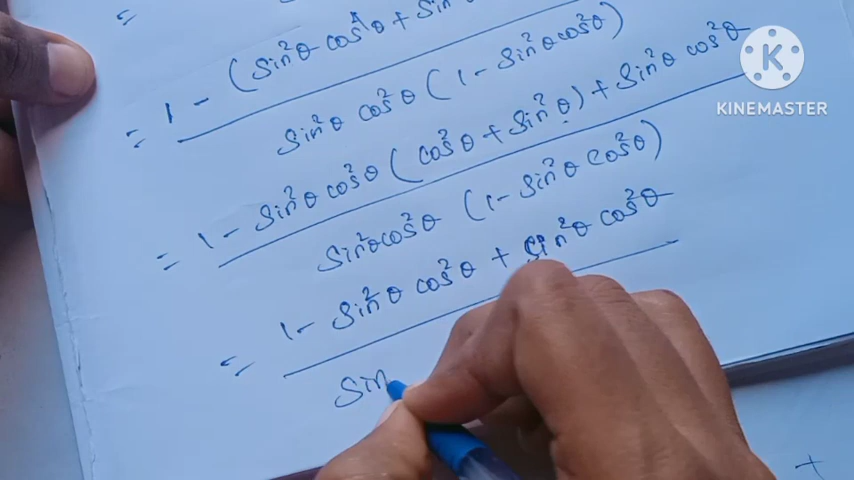 =
= 1 - (sin²θ cos⁴θ + sin
sin²θ cos²θ (1 - sin²θ cos²θ)
= 1 - sin²θ cos²θ (cos²θ + sin²θ) + sin²θ cos²θ
sin²θ cos²θ (1 - sin²θ cos²θ)
= 1 - sin²θ cos²θ + sin²θ cos²θ
sin
+
KINEMASTER